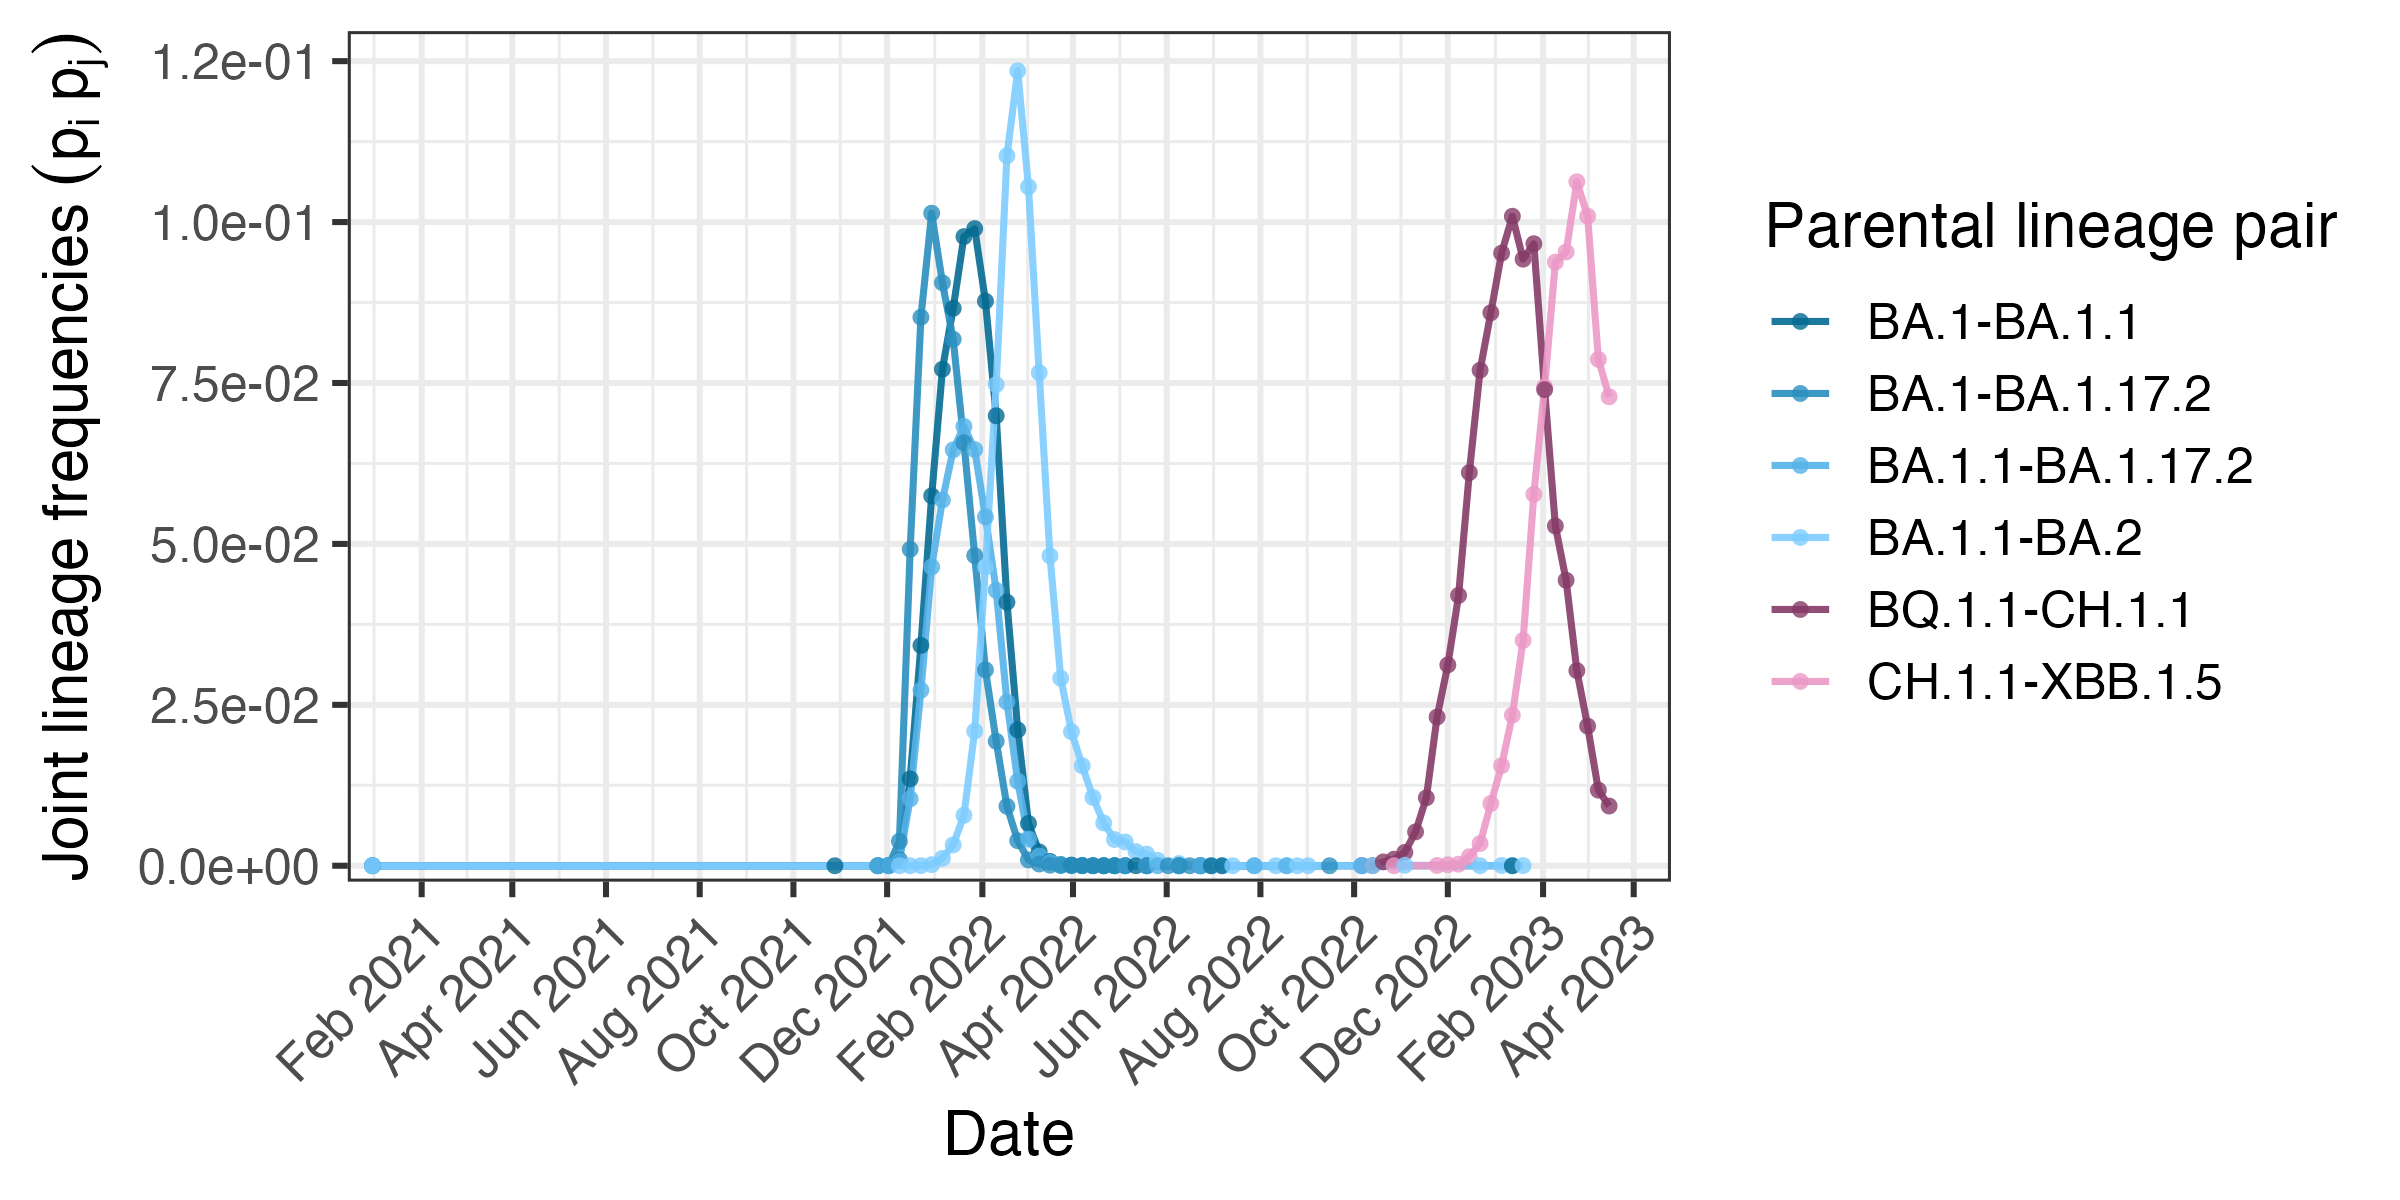 Joint lineage frequencies (pi pj)
1.2e-01
1.0e-01
7.5e-02
5.0e-02
2.5e-02
0.0e+00
Feb 2021
Apr 2021
Jun 2021
Aug 2021
Oct 2021
Dec 2021
Feb 2022
Apr 2022
Jun 2022
Aug 2022
Oct 2022
Dec 2022
Feb 2023
Apr 2023
Date
Parental lineage pair
BA.1-BA.1.1
BA.1-BA.1.17.2
BA.1.1-BA.1.17.2
BA.1.1-BA.2
BQ.1.1-CH.1.1
CH.1.1-XBB.1.5